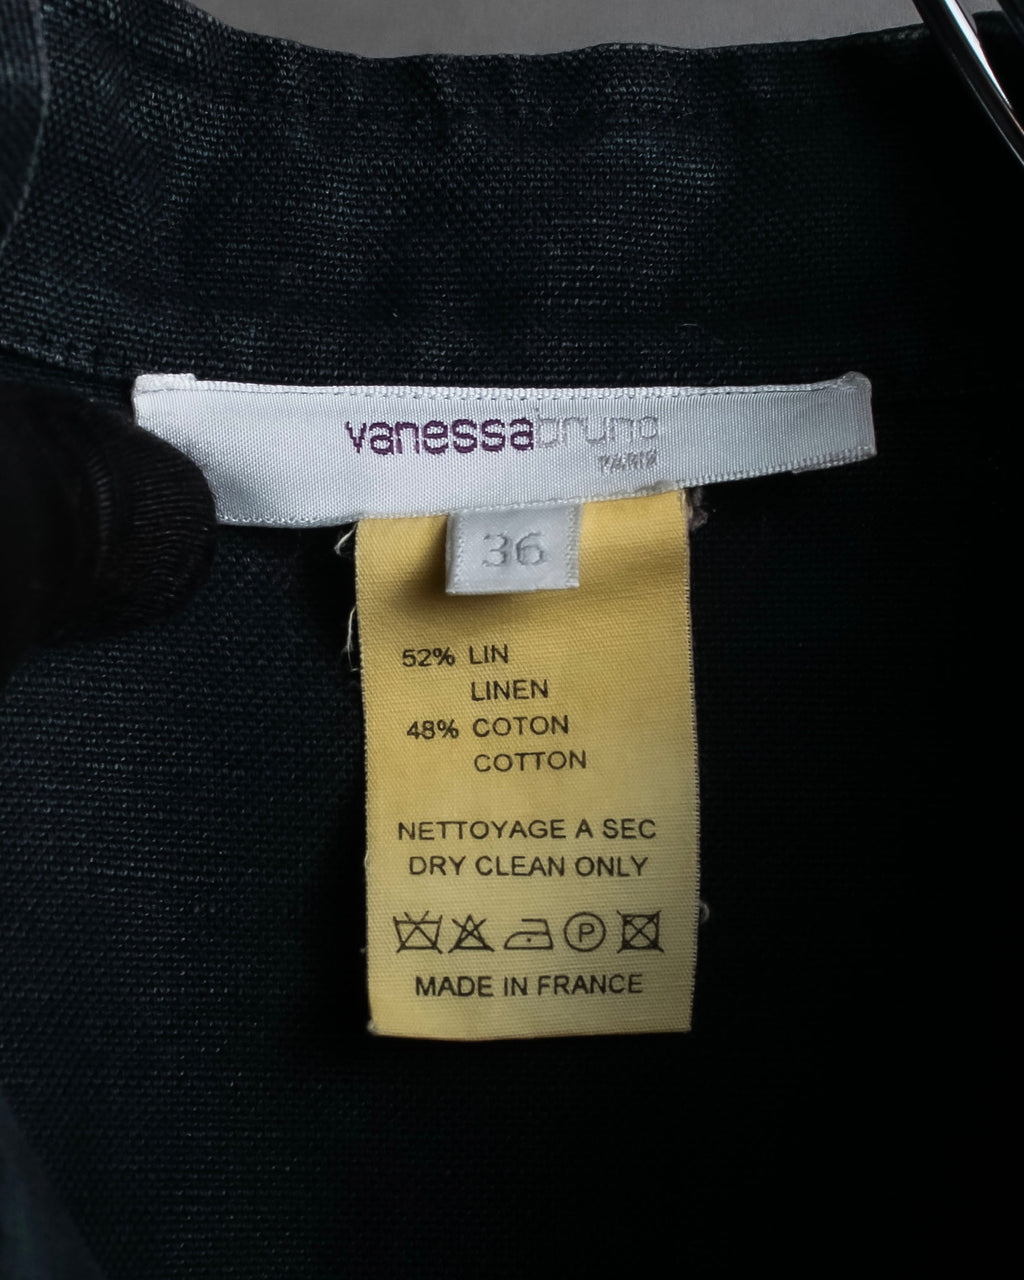 vanessabruno
PARIS
36
52% LIN
LINEN
48% COTON
COTTON
NETTOYAGE A SEC
DRY CLEAN ONLY
P
MADE IN FRANCE